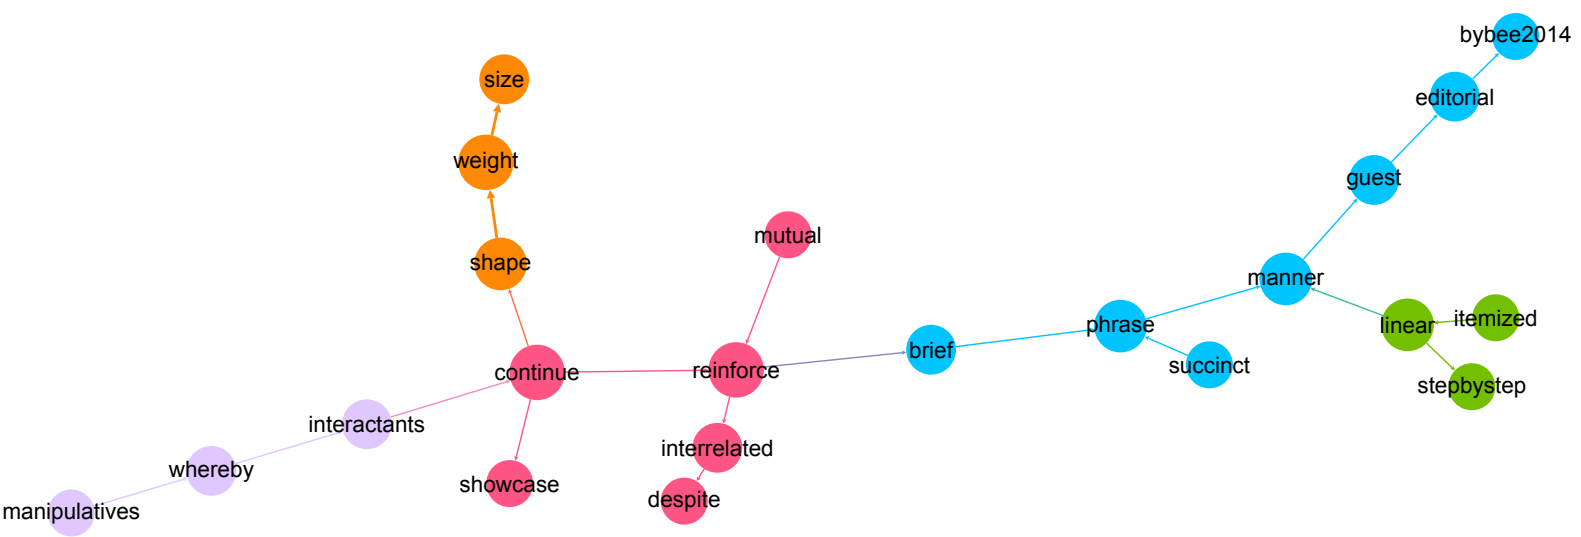 bybee2014
size
editorial
weight
guest
mutual
shape
manner
itemized
linear
phrase
brief
succinct
reinforce
continue
stepbystep
interactants
interrelated
whereby
showcase
despite
manipulatives